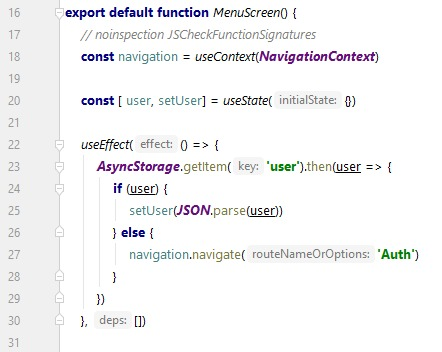 16 export default function MenuScreen() {
17 // noinspection JSCheckFunctionSignatures
18 const navigation = useContext(NavigationContext)
19
20 const [ user, setUser] = useState( initialState: {})
21
22 useEffect( effect: () => {
23 AsyncStorage.getItem( key: 'user').then(user => {
24 if (user) {
25 setUser(JSON.parse(user))
26 } else {
27 navigation.navigate( routeNameOrOptions: 'Auth')
28 }
29 })
30 }, deps: [])
31